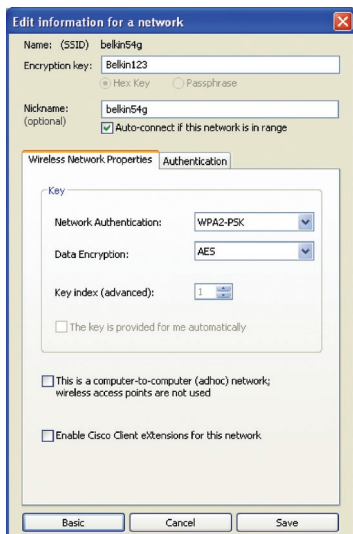 Edit information for a network
Name: (SSID) belkin54g
Encryption key: Belkin123
Hex Key Passphrase
Nickname: belkin54g
(optional)
Auto-connect if this network is in range
Wireless Network Properties Authentication
Key
Network Authentication: WPA2-PSK
Data Encryption: AES
Key index (advanced): 1
The key is provided for me automatically
This is a computer-to-computer (adhoc) network;
wireless access points are not used
Enable Cisco Client eXtensions for this network
Basic Cancel Save